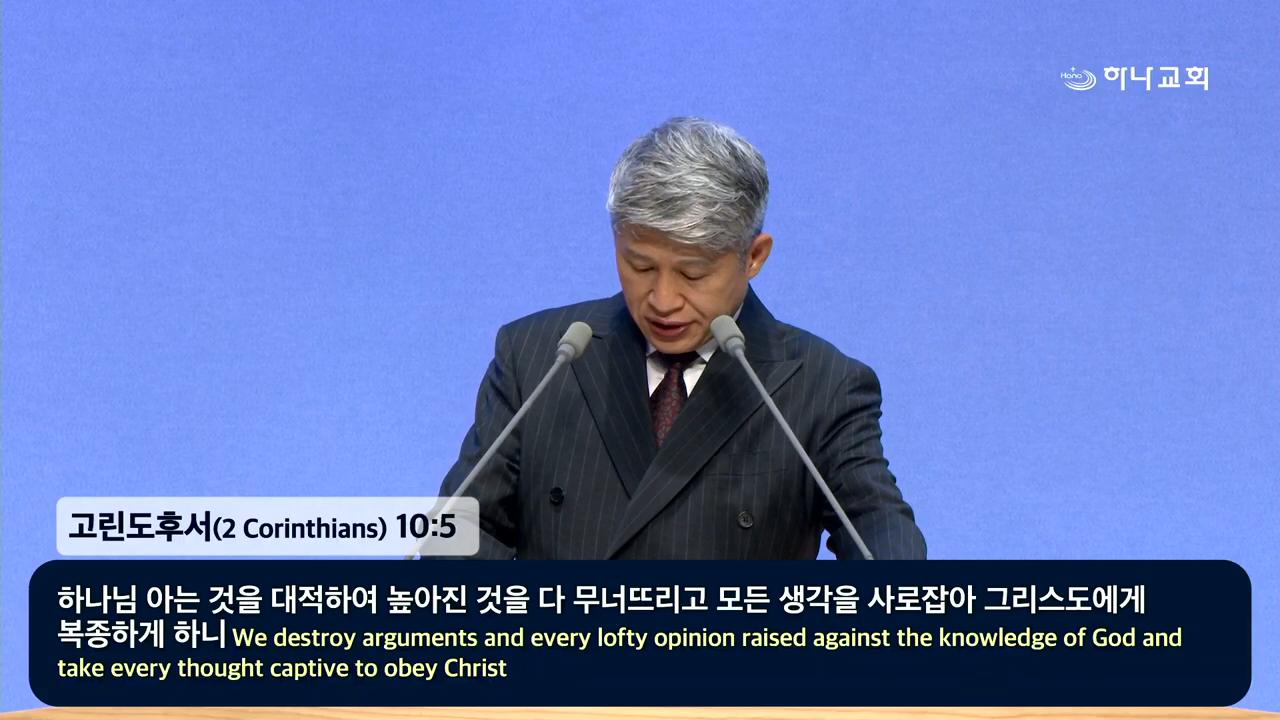 Hana 하나교회
고린도후서(2 Corinthians) 10:5
하나님 아는 것을 대적하여 높아진 것을 다 무너뜨리고 모든 생각을 사로잡아 그리스도에게
복종하게 하니 We destroy arguments and every lofty opinion raised against the knowledge of God and
take every thought captive to obey Christ